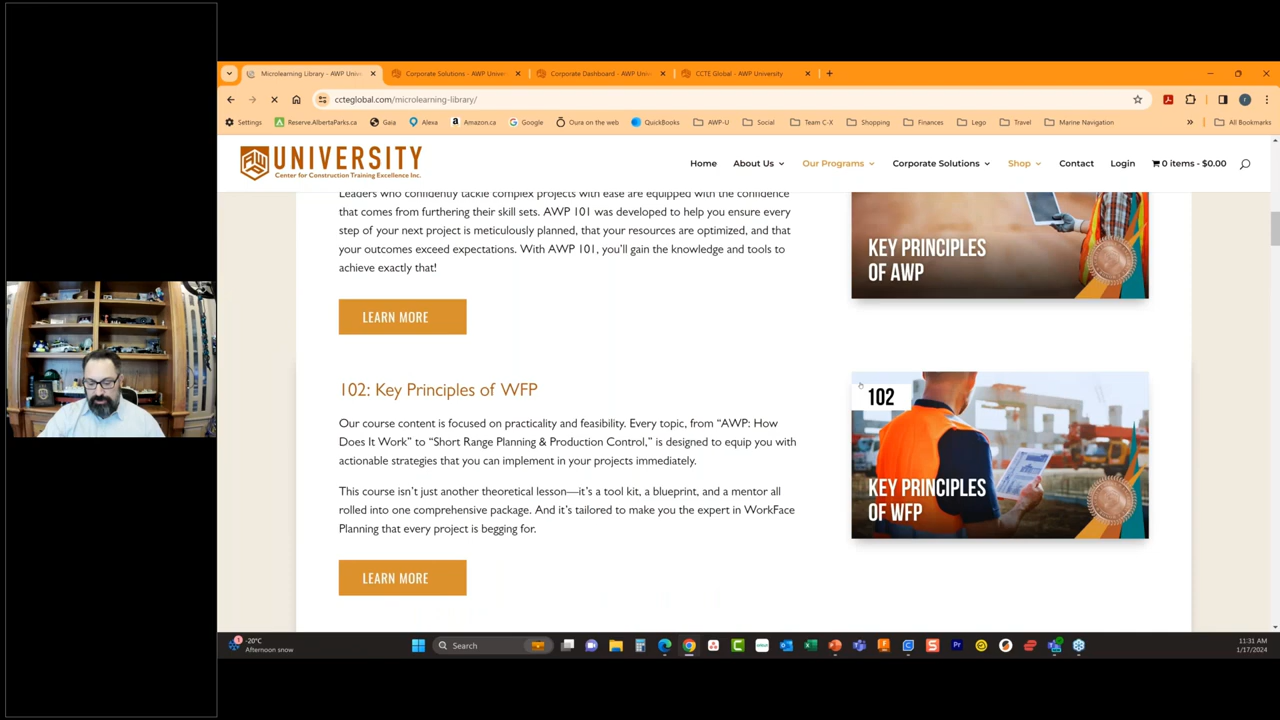 Microlearning Library - AWP Univ
Corporate Solutions - AWP Unive
Corporate Dashboard - AWP Uni
CCTE Global - AWP University
ccteglobal.com/microlearning-library/
Settings
Reserve.AlbertaParks.ca
Gaia
Alexa
Amazon.ca
Google
Oura on the web
QuickBooks
AWP-U
Social
Team C-X
Shopping
Finances
Lego
Travel
Marine Navigation
All Bookmarks
UNIVERSITY
Center for Construction Training Excellence Inc.
Home
About Us
Our Programs
Corporate Solutions
Shop
Contact
Login
0 items - $0.00
Leaders who confidently tackle complex projects with ease are equipped with the confidence
that comes from furthering their skill sets. AWP 101 was developed to help you ensure every
step of your next project is meticulously planned, that your resources are optimized, and that
your outcomes exceed expectations. With AWP 101, you'll gain the knowledge and tools to
achieve exactly that!
LEARN MORE
KEY PRINCIPLES
OF AWP
102: Key Principles of WFP
Our course content is focused on practicality and feasibility. Every topic, from “AWP: How
Does It Work” to “Short Range Planning & Production Control,” is designed to equip you with
actionable strategies that you can implement in your projects immediately.
This course isn't just another theoretical lesson—it's a tool kit, a blueprint, and a mentor all
rolled into one comprehensive package. And it's tailored to make you the expert in WorkFace
Planning that every project is begging for.
LEARN MORE
102
KEY PRINCIPLES
OF WFP
-20°C
Afternoon snow
Search
11:31 AM
1/17/2024